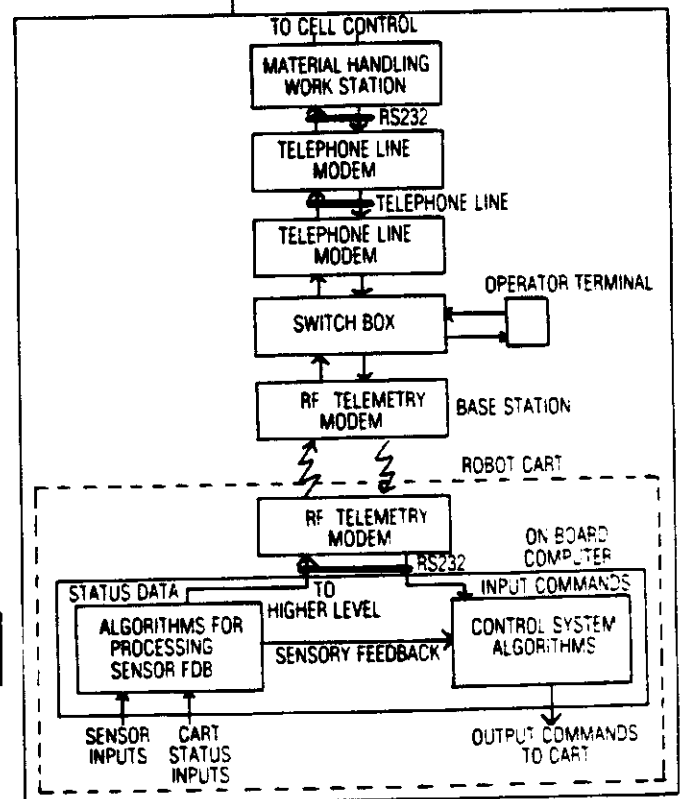 TO CELL CONTROL
MATERIAL HANDLING
WORK STATION
RS232
TELEPHONE LINE
MODEM
TELEPHONE LINE
TELEPHONE LINE
MODEM
OPERATOR TERMINAL
SWITCH BOX
RF TELEMETRY
MODEM
BASE STATION
ROBOT CART
RF TELEMETRY
MODEM
ON BOARD
COMPUTER
RS232
STATUS DATA
TO
HIGHER LEVEL
INPUT COMMANDS
ALGORITHMS FOR
PROCESSING
SENSOR FDB
SENSORY FEEDBACK
CONTROL SYSTEM
ALGORITHMS
SENSOR
INPUTS
CART
STATUS
INPUTS
OUTPUT COMMANDS
TO CART